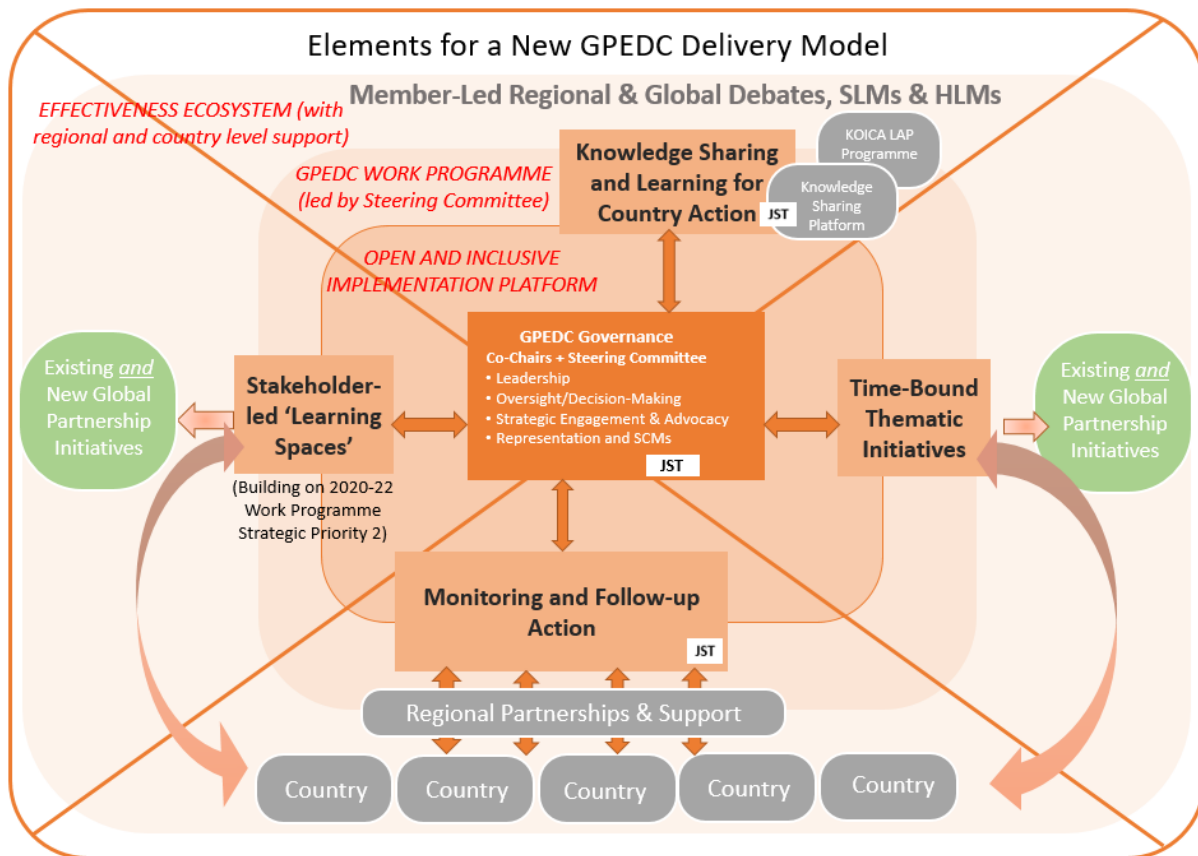 Elements for a New GPEDC Delivery Model
Member-Led Regional & Global Debates, SLMs & HLMs
EFFECTIVENESS ECOSYSTEM (with
regional and country level support)
GPEDC WORK PROGRAMME
(led by Steering Committee)
OPEN AND INCLUSIVE
IMPLEMENTATION PLATFORM
Knowledge Sharing
and Learning for
Country Action
JST
KOICA LAP
Programme
Knowledge
Sharing
Platform
GPEDC Governance
Co-Chairs + Steering Committee
• Leadership
• Oversight/Decision-Making
• Strategic Engagement & Advocacy
• Representation and SCMs
JST
Existing and
New Global
Partnership
Initiatives
Stakeholder-
led ‘Learning
Spaces’
(Building on 2020-22
Work Programme
Strategic Priority 2)
Time-Bound
Thematic
Initiatives
Existing and
New Global
Partnership
Initiatives
Monitoring and Follow-up
Action
JST
Regional Partnerships & Support
Country
Country
Country
Country
Country